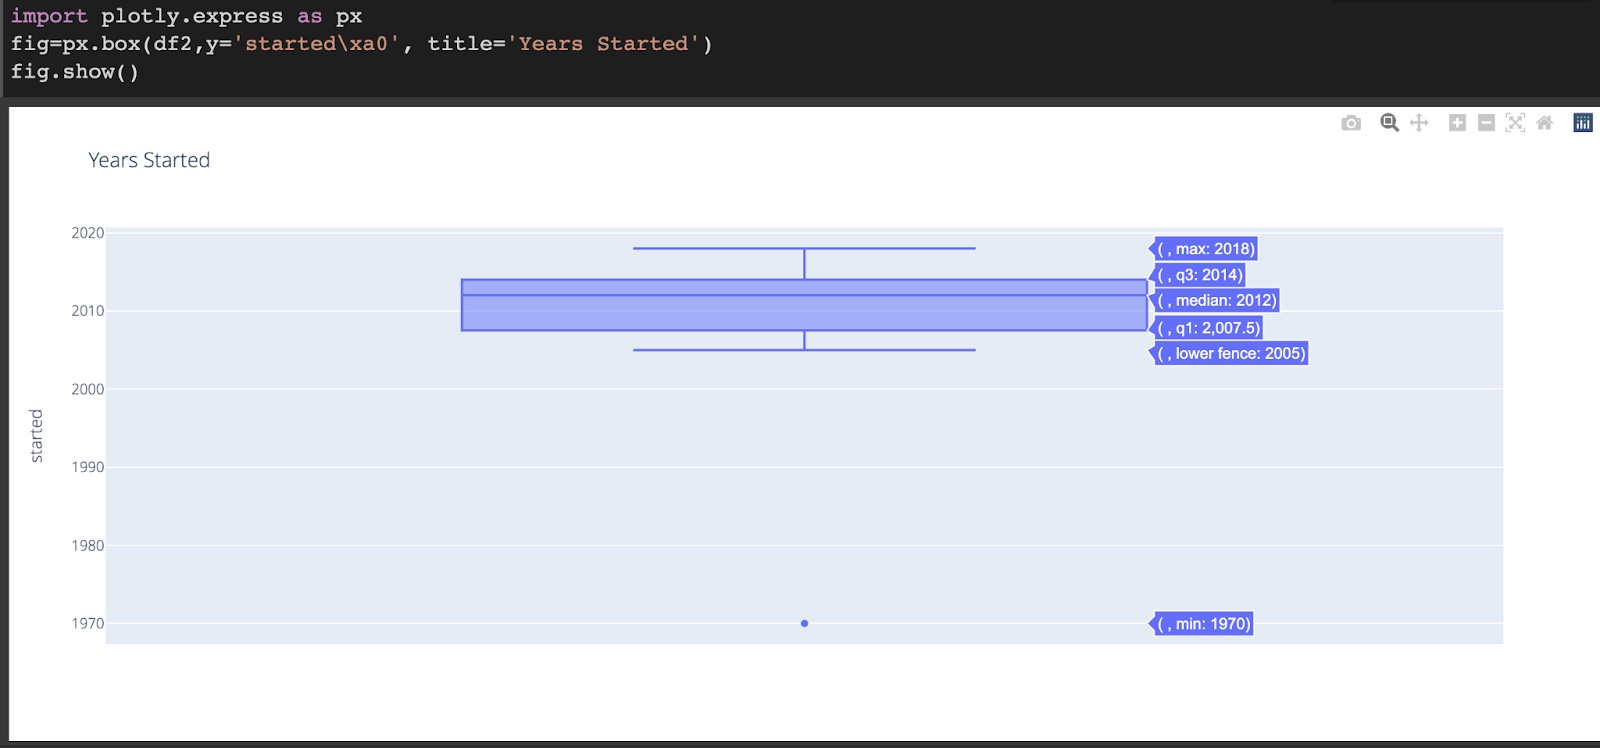 import plotly.express as px
fig=px.box(df2,y='started\xa0', title='Years Started')
fig.show()
Years Started
2020
2010
2000
1990
1980
1970
started
( , max: 2018)
( , q3: 2014)
( , median: 2012)
( , q1: 2,007.5)
( , lower fence: 2005)
( , min: 1970)